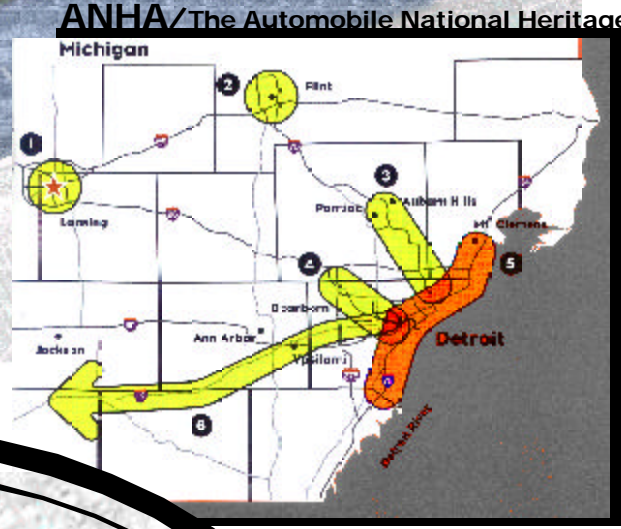 ANHA/The Automobile National Heritage
Michigan
2
Flint
1
3
Pontiac
Auburn Hills
Lansing
Mt Clemens
4
5
Dearborn
Detroit
Jackson
Ann Arbor
Ypsilanti
6
Detroit River